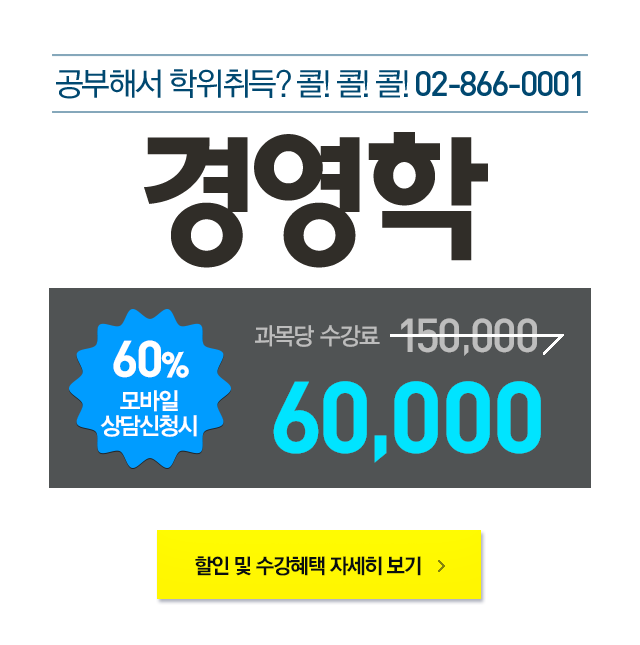 공부해서 학위취득? 콜! 콜! 콜! 02-866-0001
경영학
60%
모바일
상담신청시
과목당 수강료 150,000
60,000
할인 및 수강혜택 자세히 보기 >